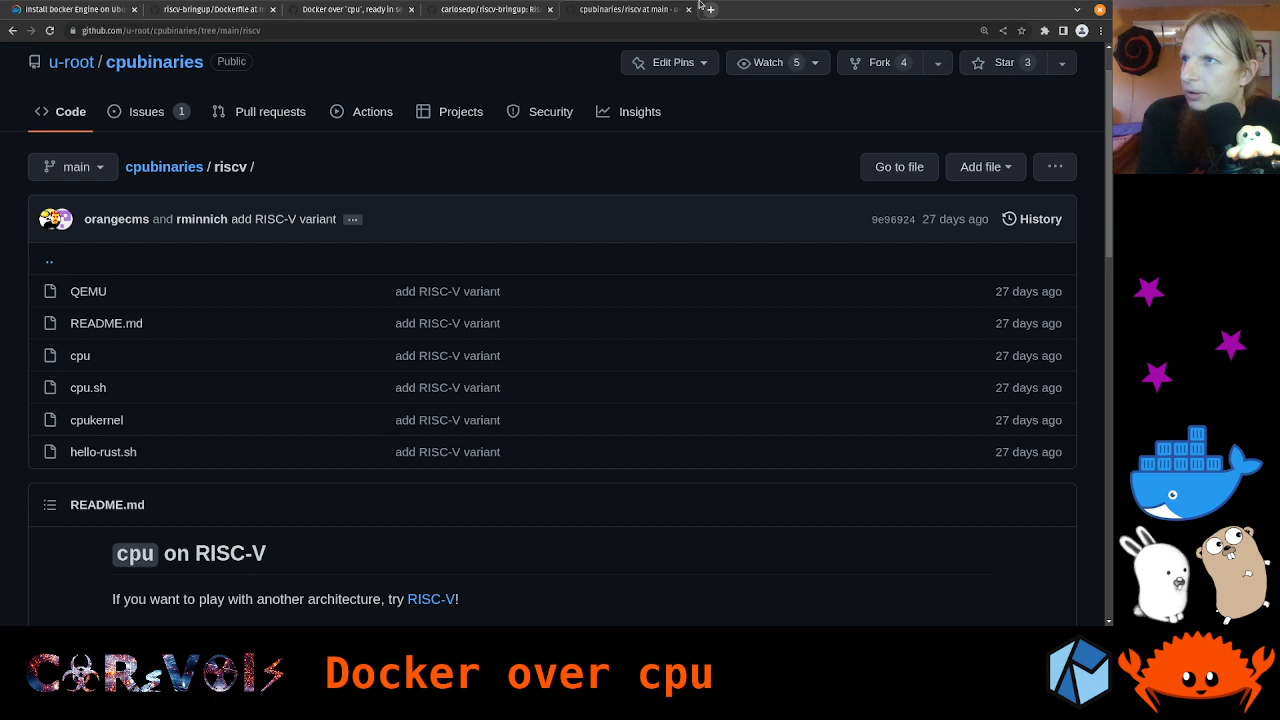 Install Docker Engine on Ubu
riscv-bringup/Dockerfile at m
Docker over "cpu", ready in se
carlosedp/riscv-bringup: Ris
cpubinaries/riscv at main · u-
github.com/u-root/cpubinaries/tree/main/riscv
u-root / cpubinaries Public
Edit Pins Watch 5 Fork 4 Star 3
Code Issues 1 Pull requests Actions Projects Security Insights
main cpubinaries / riscv / Go to file Add file ...
orangecms and rminnich add RISC-V variant ... 9e96924 27 days ago History
..
QEMU add RISC-V variant 27 days ago
README.md add RISC-V variant 27 days ago
cpu add RISC-V variant 27 days ago
cpu.sh add RISC-V variant 27 days ago
cpukernel add RISC-V variant 27 days ago
hello-rust.sh add RISC-V variant 27 days ago
README.md
cpu on RISC-V
If you want to play with another architecture, try RISC-V!
Docker over cpu